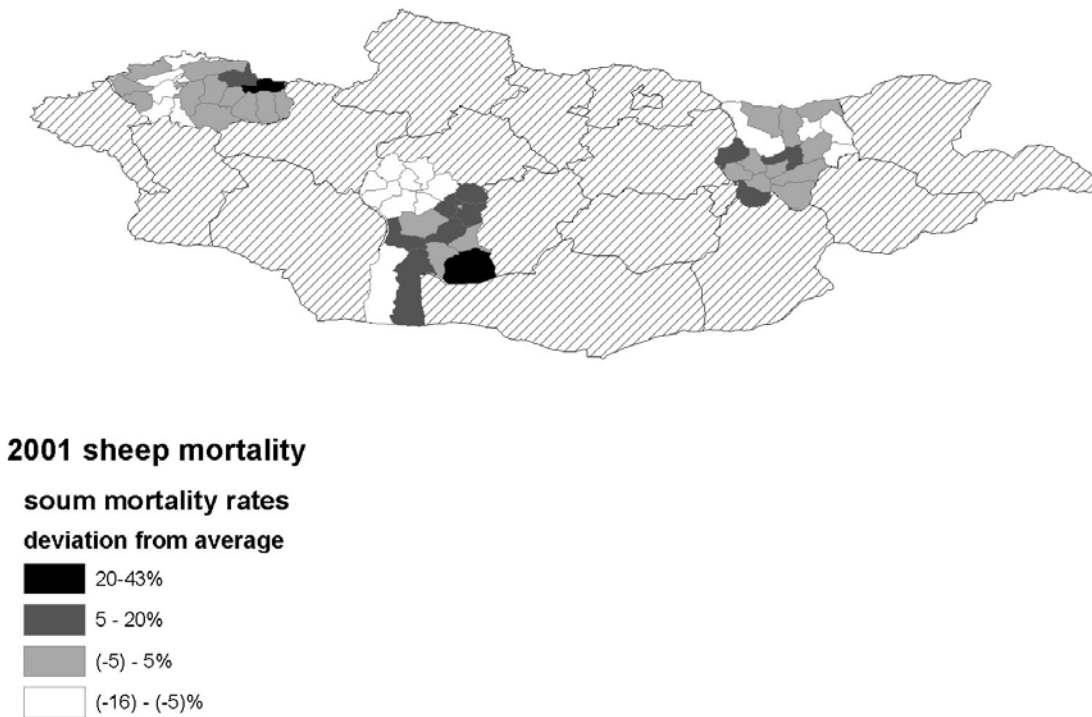 2001 sheep mortality
soum mortality rates
deviation from average
20-43%
5 - 20%
(-5) - 5%
(-16) - (-5)%